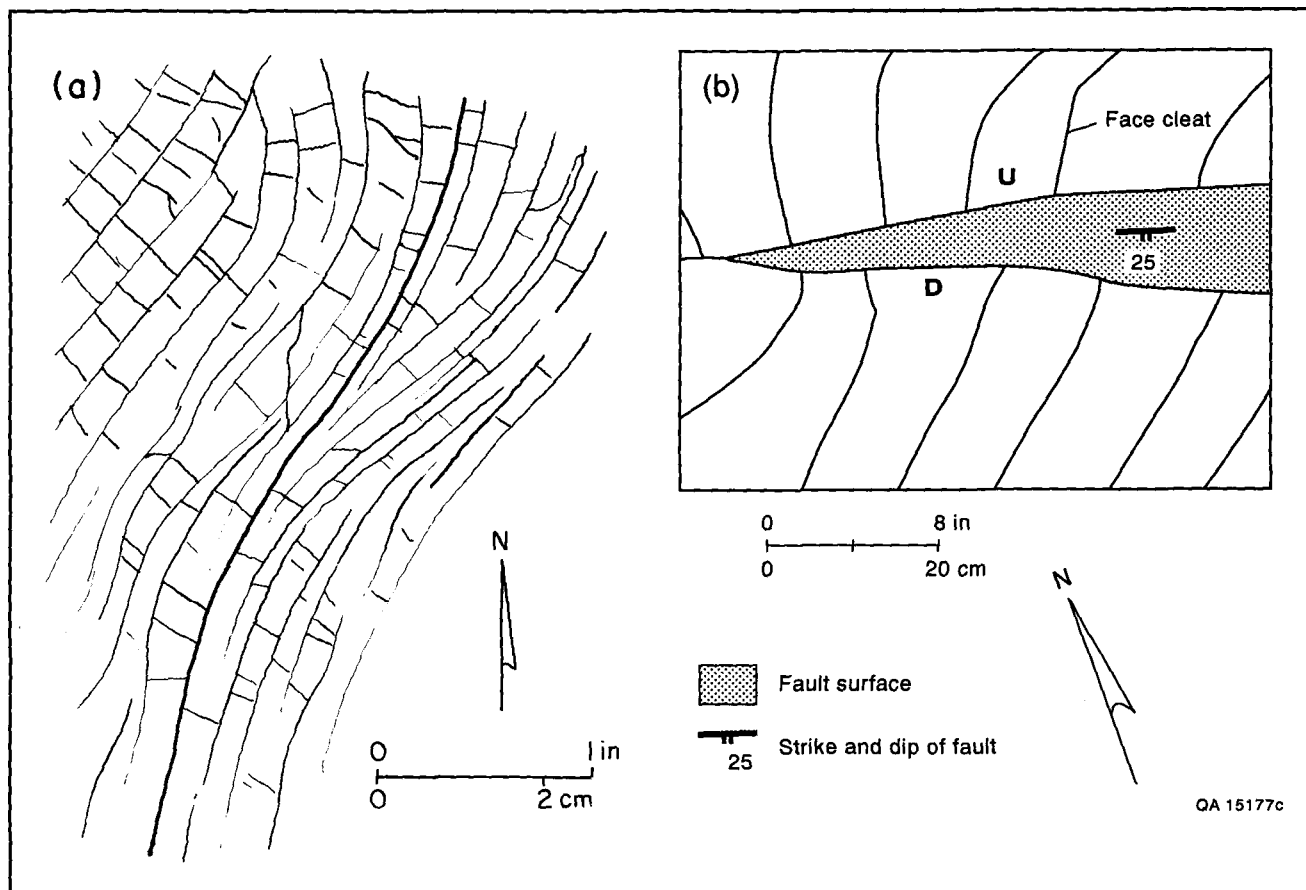 (a)
N
0 1 in
0 2 cm
(b)
Face cleat
U
25
D
0 8 in
0 20 cm
N
Fault surface
Strike and dip of fault
25
QA 15177c